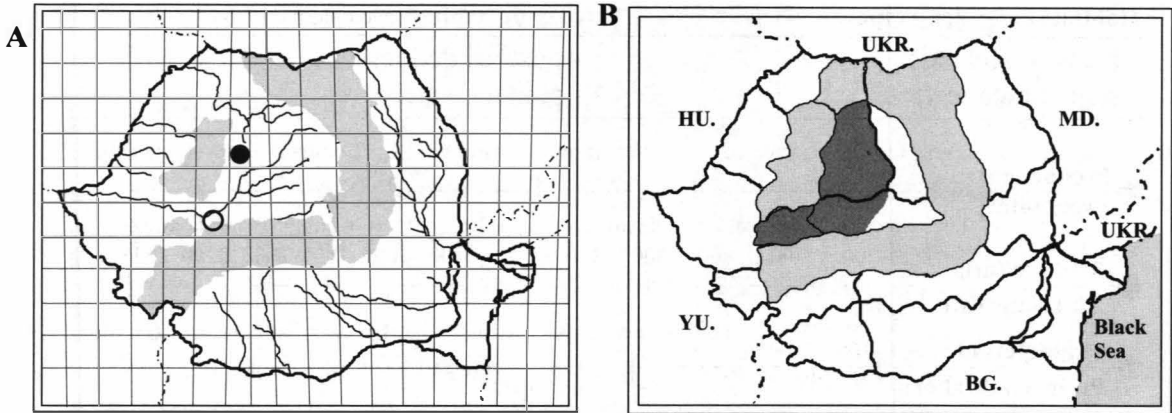 A
B
UKR.
HU.
MD.
UKR.
YU.
Black
Sea
BG.